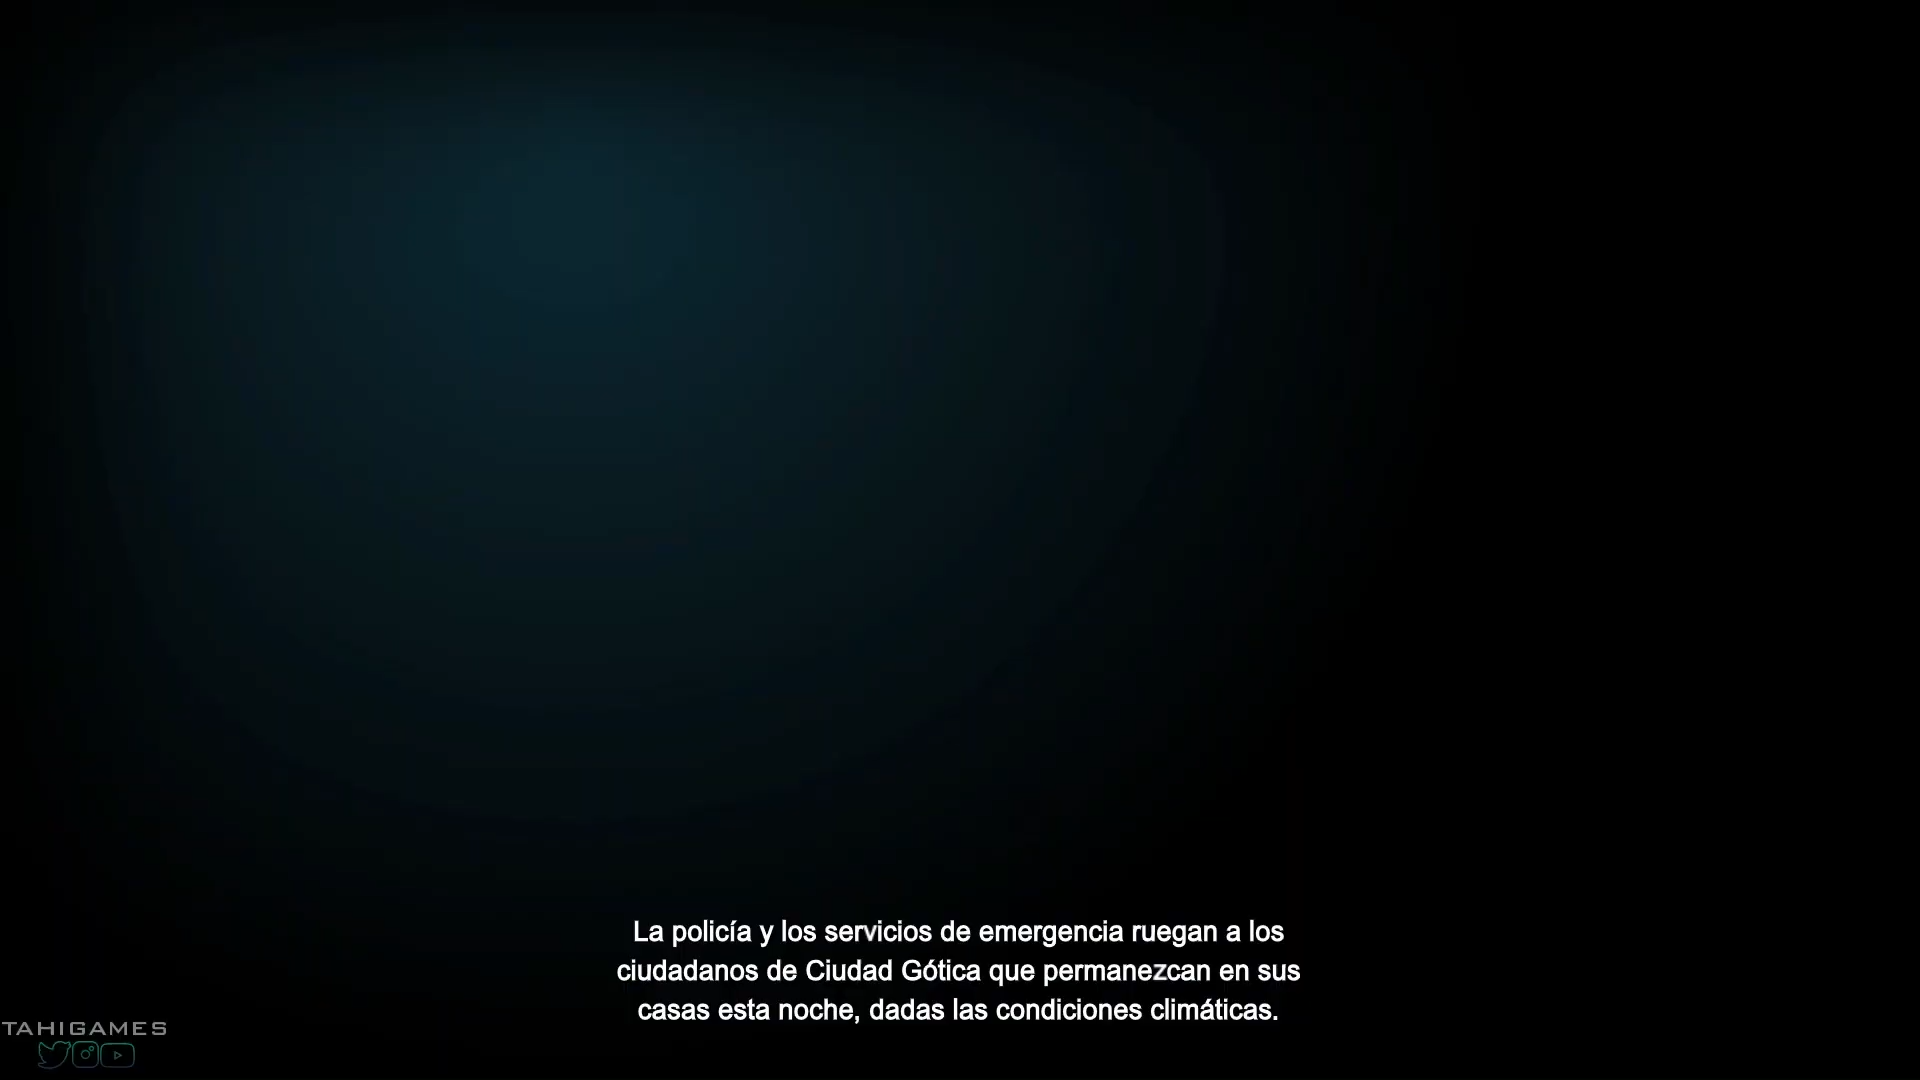 La policía y los servicios de emergencia ruegan a los
ciudadanos de Ciudad Gótica que permanezcan en sus
casas esta noche, dadas las condiciones climáticas.
TAHIGAMES